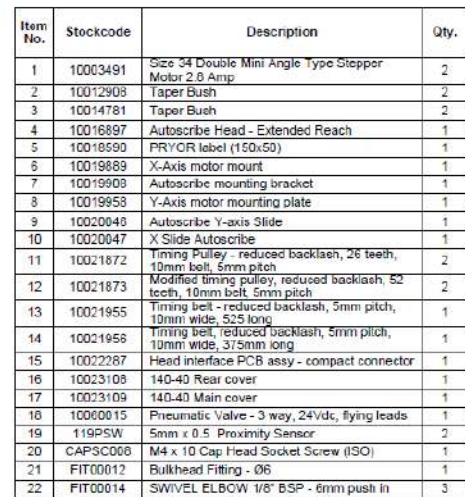 Item No. Stockcode Description Qty.
1 10003491 Size 34 Double Mini Angle Type Stepper
Motor 2.8 Amp 2
2 10012908 Taper Bush 2
3 10014781 Taper Bush 2
4 10016897 Autoscribe Head - Extended Reach 1
5 10018590 PRYOR label (150x50) 1
6 10019889 X-Axis motor mount 1
7 10019908 Autoscribe mounting bracket 1
8 10019958 Y-Axis motor mounting plate 1
9 10020046 Autoscribe Y-axis Slide 1
10 10020047 X Slide Autoscribe 1
11 10021872 Timing Pulley - reduced backlash, 26 teeth,
10mm belt, 5mm pitch 2
12 10021873 Modified timing pulley, reduced backlash, 52
teeth, 10mm belt, 5mm pitch 2
13 10021955 Timing belt - reduced backlash, 5mm pitch,
10mm wide, 525 long 1
14 10021956 Timing belt, reduced backlash, 5mm pitch,
10mm wide, 375mm long 1
15 10022287 Head interface PCB assy - compact connector 1
16 10023108 140-40 Rear cover 1
17 10023109 140-40 Main cover 1
18 10060015 Pneumatic Valve - 3 way, 24Vdc, flying leads 1
19 119PSW 5mm x 0.5 Proximity Sensor 2
20 CAPSC008 M4 x 10 Cap Head Socket Screw (ISO) 1
21 FIT00012 Bulkhead Fitting - Ø6 1
22 FIT00014 SWIVEL ELBOW 1/8" BSP - 6mm push in 3